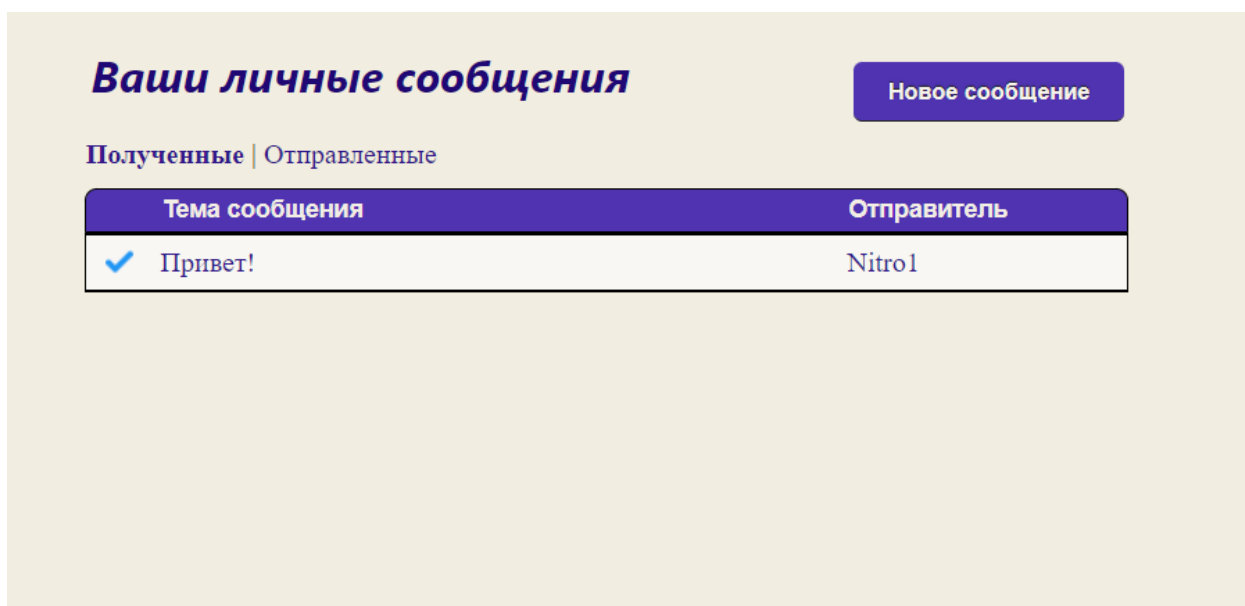 Ваши личные сообщения
Новое сообщение
Полученные | Отправленные
Тема сообщения Отправитель
Привет! Nitro1